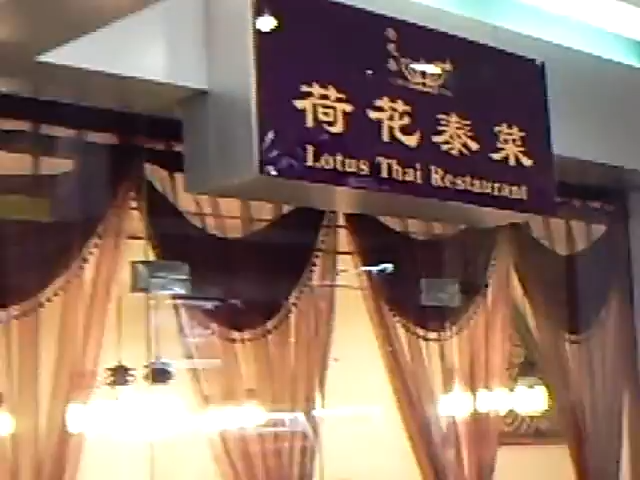 荷花泰菜
Lotus Thai Restaurant